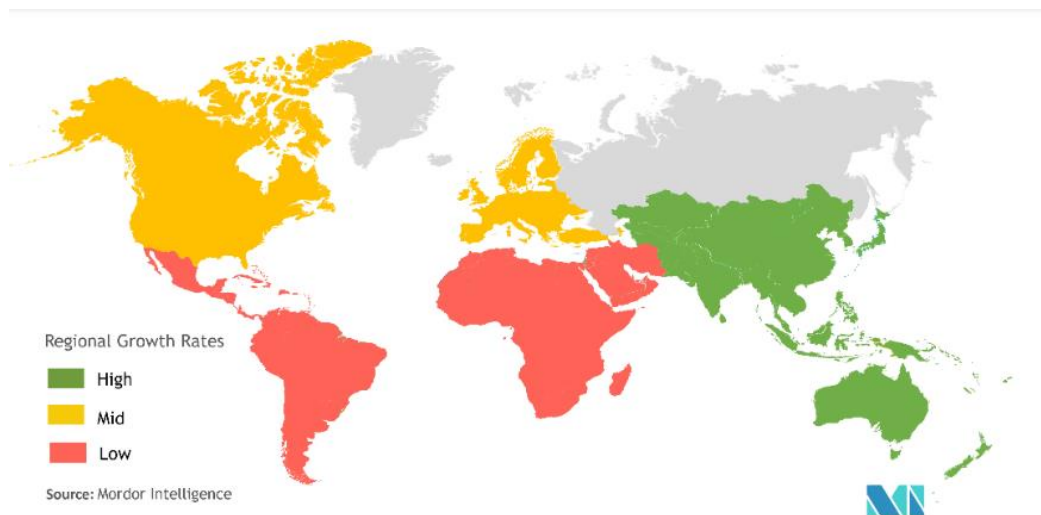 Regional Growth Rates
High
Mid
Low
Source: Mordor Intelligence